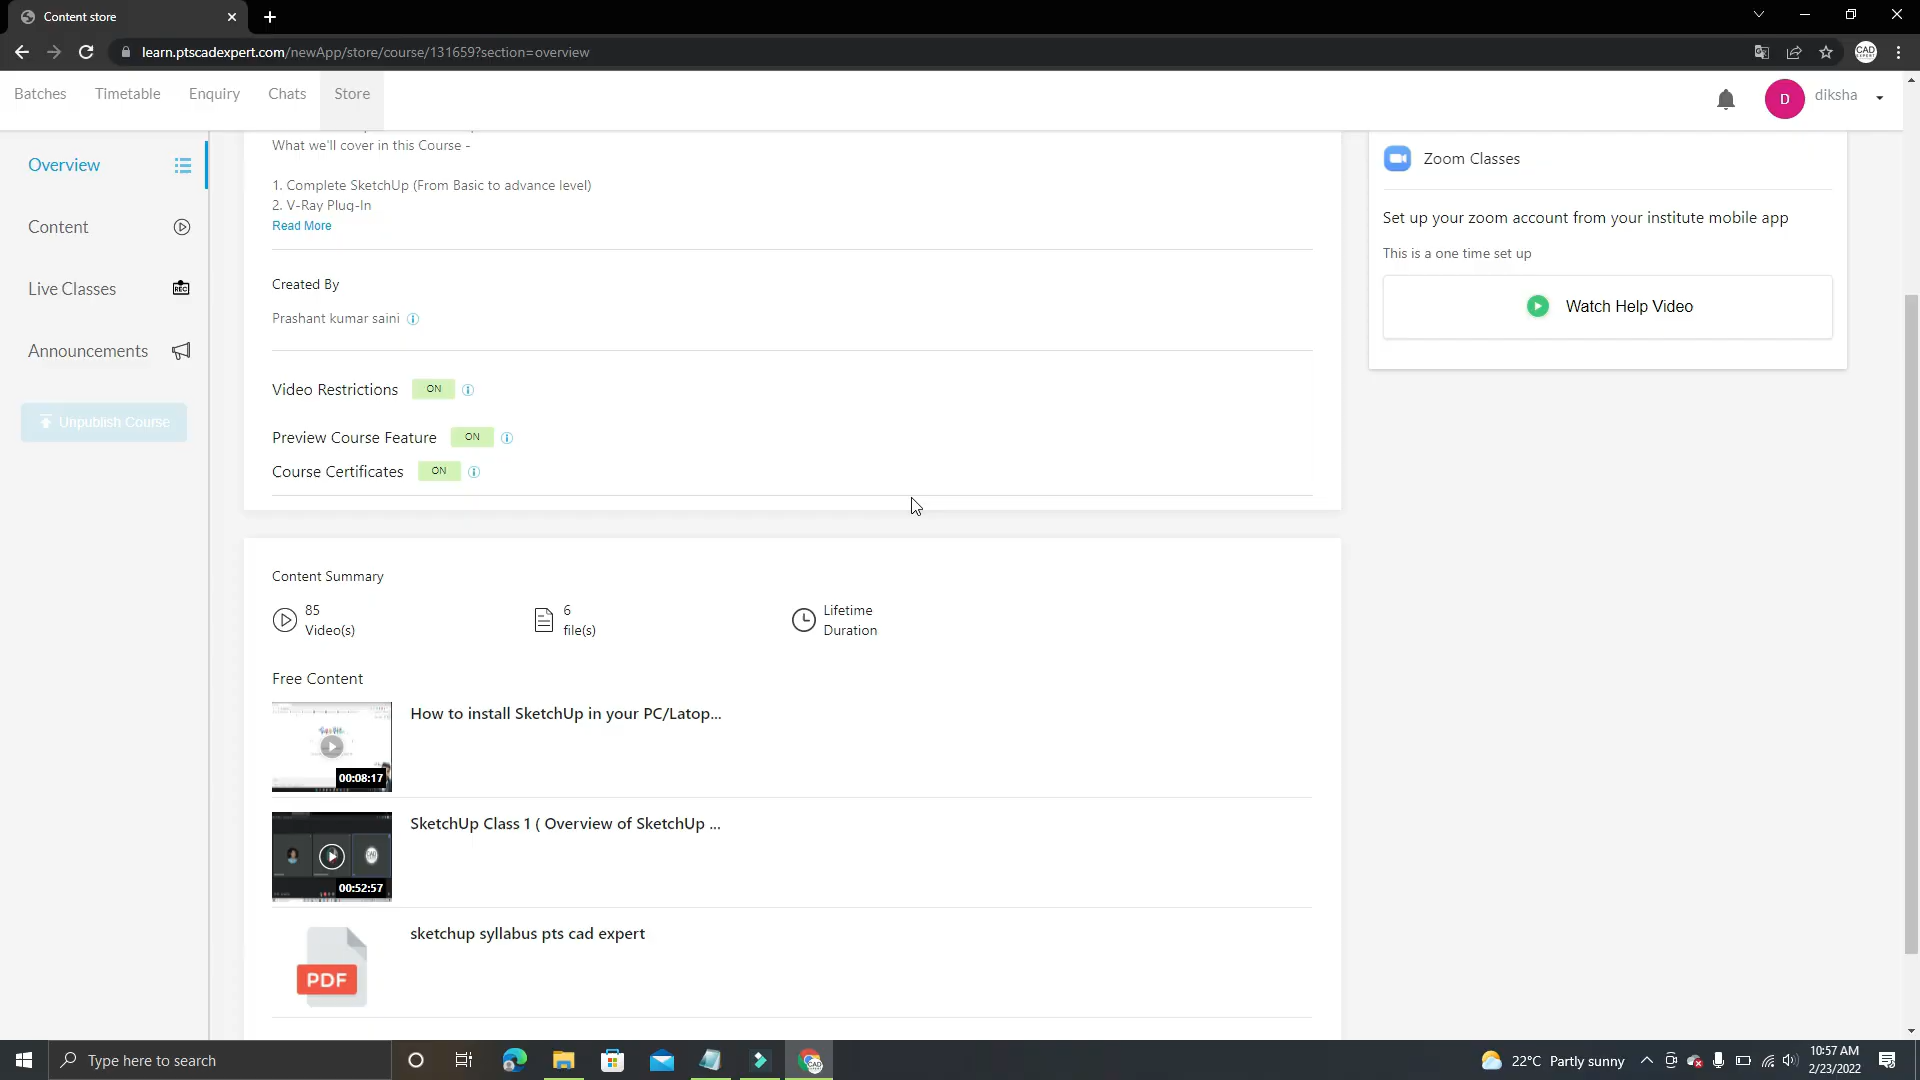 Content store
learn.ptscadexpert.com/newApp/store/course/131659?section=overview
CAD
EXPERT
Batches
Timetable
Enquiry
Chats
Store
D
diksha
Overview
Content
Live Classes
REC
Announcements
Unpublish Course
What we'll cover in this Course -
1. Complete SketchUp (From Basic to advance level)
2. V-Ray Plug-In
Read More
Created By
Prashant kumar saini
Video Restrictions ON
Preview Course Feature ON
Course Certificates ON
Zoom Classes
Set up your zoom account from your institute mobile app
This is a one time set up
Watch Help Video
Content Summary
85
Video(s)
6
file(s)
Lifetime
Duration
Free Content
How to install SketchUp in your PC/Latop...
00:08:17
SketchUp Class 1 ( Overview of SketchUp ...
00:52:57
sketchup syllabus pts cad expert
PDF
Type here to search
22°C Partly sunny
10:57 AM
2/23/2022